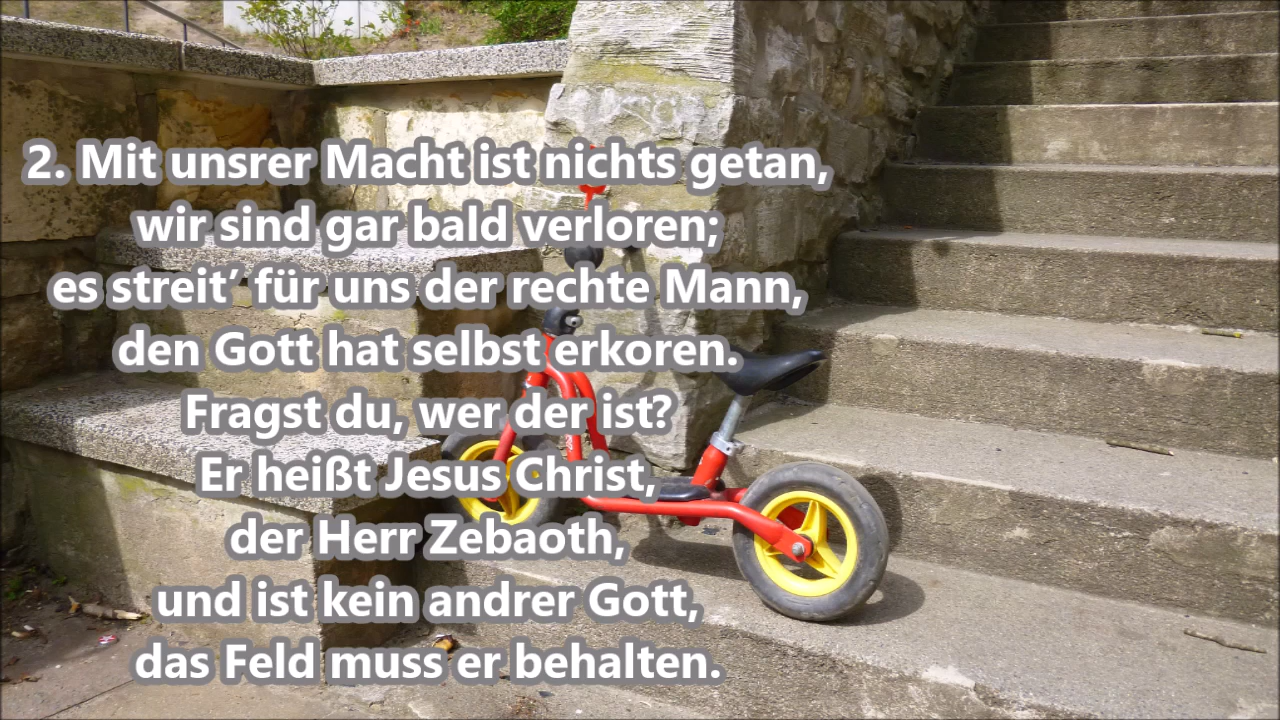 2. Mit unsrer Macht ist nichts getan,
wir sind gar bald verloren;
es streit’ für uns der rechte Mann,
den Gott hat selbst erkoren.
Fragst du, wer der ist?
Er heißt Jesus Christ,
der Herr Zebaoth,
und ist kein andrer Gott,
das Feld muss er behalten.